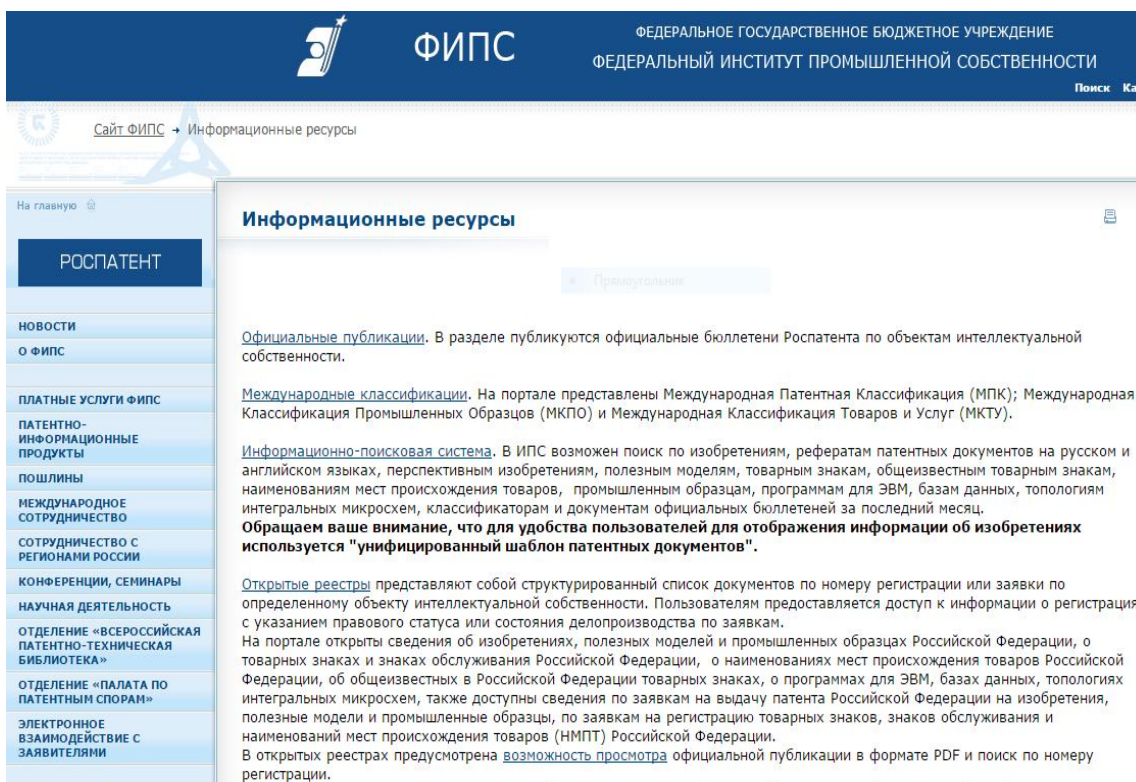 ФИПС
ФЕДЕРАЛЬНОЕ ГОСУДАРСТВЕННОЕ БЮДЖЕТНОЕ УЧРЕЖДЕНИЕ
ФЕДЕРАЛЬНЫЙ ИНСТИТУТ ПРОМЫШЛЕННОЙ СОБСТВЕННОСТИ
Поиск Ка
Сайт ФИПС → Информационные ресурсы
На главную
РОСПАТЕНТ
НОВОСТИ
О ФИПС
ПЛАТНЫЕ УСЛУГИ ФИПС
ПАТЕНТНО-
ИНФОРМАЦИОННЫЕ
ПРОДУКТЫ
ПОШЛИНЫ
МЕЖДУНАРОДНОЕ
СОТРУДНИЧЕСТВО
СОТРУДНИЧЕСТВО С
РЕГИОНАМИ РОССИИ
КОНФЕРЕНЦИИ, СЕМИНАРЫ
НАУЧНАЯ ДЕЯТЕЛЬНОСТЬ
ОТДЕЛЕНИЕ «ВСЕРОССИЙСКАЯ
ПАТЕНТНО-ТЕХНИЧЕСКАЯ
БИБЛИОТЕКА»
ОТДЕЛЕНИЕ «ПАЛАТА ПО
ПАТЕНТНЫМ СПОРАМ»
ЭЛЕКТРОННОЕ
ВЗАИМОДЕЙСТВИЕ С
ЗАЯВИТЕЛЯМИ
Информационные ресурсы
Прямоугольник
Официальные публикации. В разделе публикуются официальные бюллетени Роспатента по объектам интеллектуальной
собственности.
Международные классификации. На портале представлены Международная Патентная Классификация (МПК); Международная
Классификация Промышленных Образцов (МКПО) и Международная Классификация Товаров и Услуг (МКТУ).
Информационно-поисковая система. В ИПС возможен поиск по изобретениям, рефератам патентных документов на русском и
английском языках, перспективным изобретениям, полезным моделям, товарным знакам, общеизвестным товарным знакам,
наименованиям мест происхождения товаров, промышленным образцам, программам для ЭВМ, базам данных, топологиям
интегральных микросхем, классификаторам и документам официальных бюллетеней за последний месяц.
Обращаем ваше внимание, что для удобства пользователей для отображения информации об изобретениях
используется "унифицированный шаблон патентных документов".
Открытые реестры представляют собой структурированный список документов по номеру регистрации или заявки по
определенному объекту интеллектуальной собственности. Пользователям предоставляется доступ к информации о регистрация
с указанием правового статуса или состояния делопроизводства по заявкам.
На портале открыты сведения об изобретениях, полезных моделей и промышленных образцах Российской Федерации, о
товарных знаках и знаках обслуживания Российской Федерации, о наименованиях мест происхождения товаров Российской
Федерации, об общеизвестных в Российской Федерации товарных знаках, о программах для ЭВМ, базах данных, топологиях
интегральных микросхем, также доступны сведения по заявкам на выдачу патента Российской Федерации на изобретения,
полезные модели и промышленные образцы, по заявкам на регистрацию товарных знаков, знаков обслуживания и
наименований мест происхождения товаров (НМПТ) Российской Федерации.
В открытых реестрах предусмотрена возможность просмотра официальной публикации в формате PDF и поиск по номеру
регистрации.